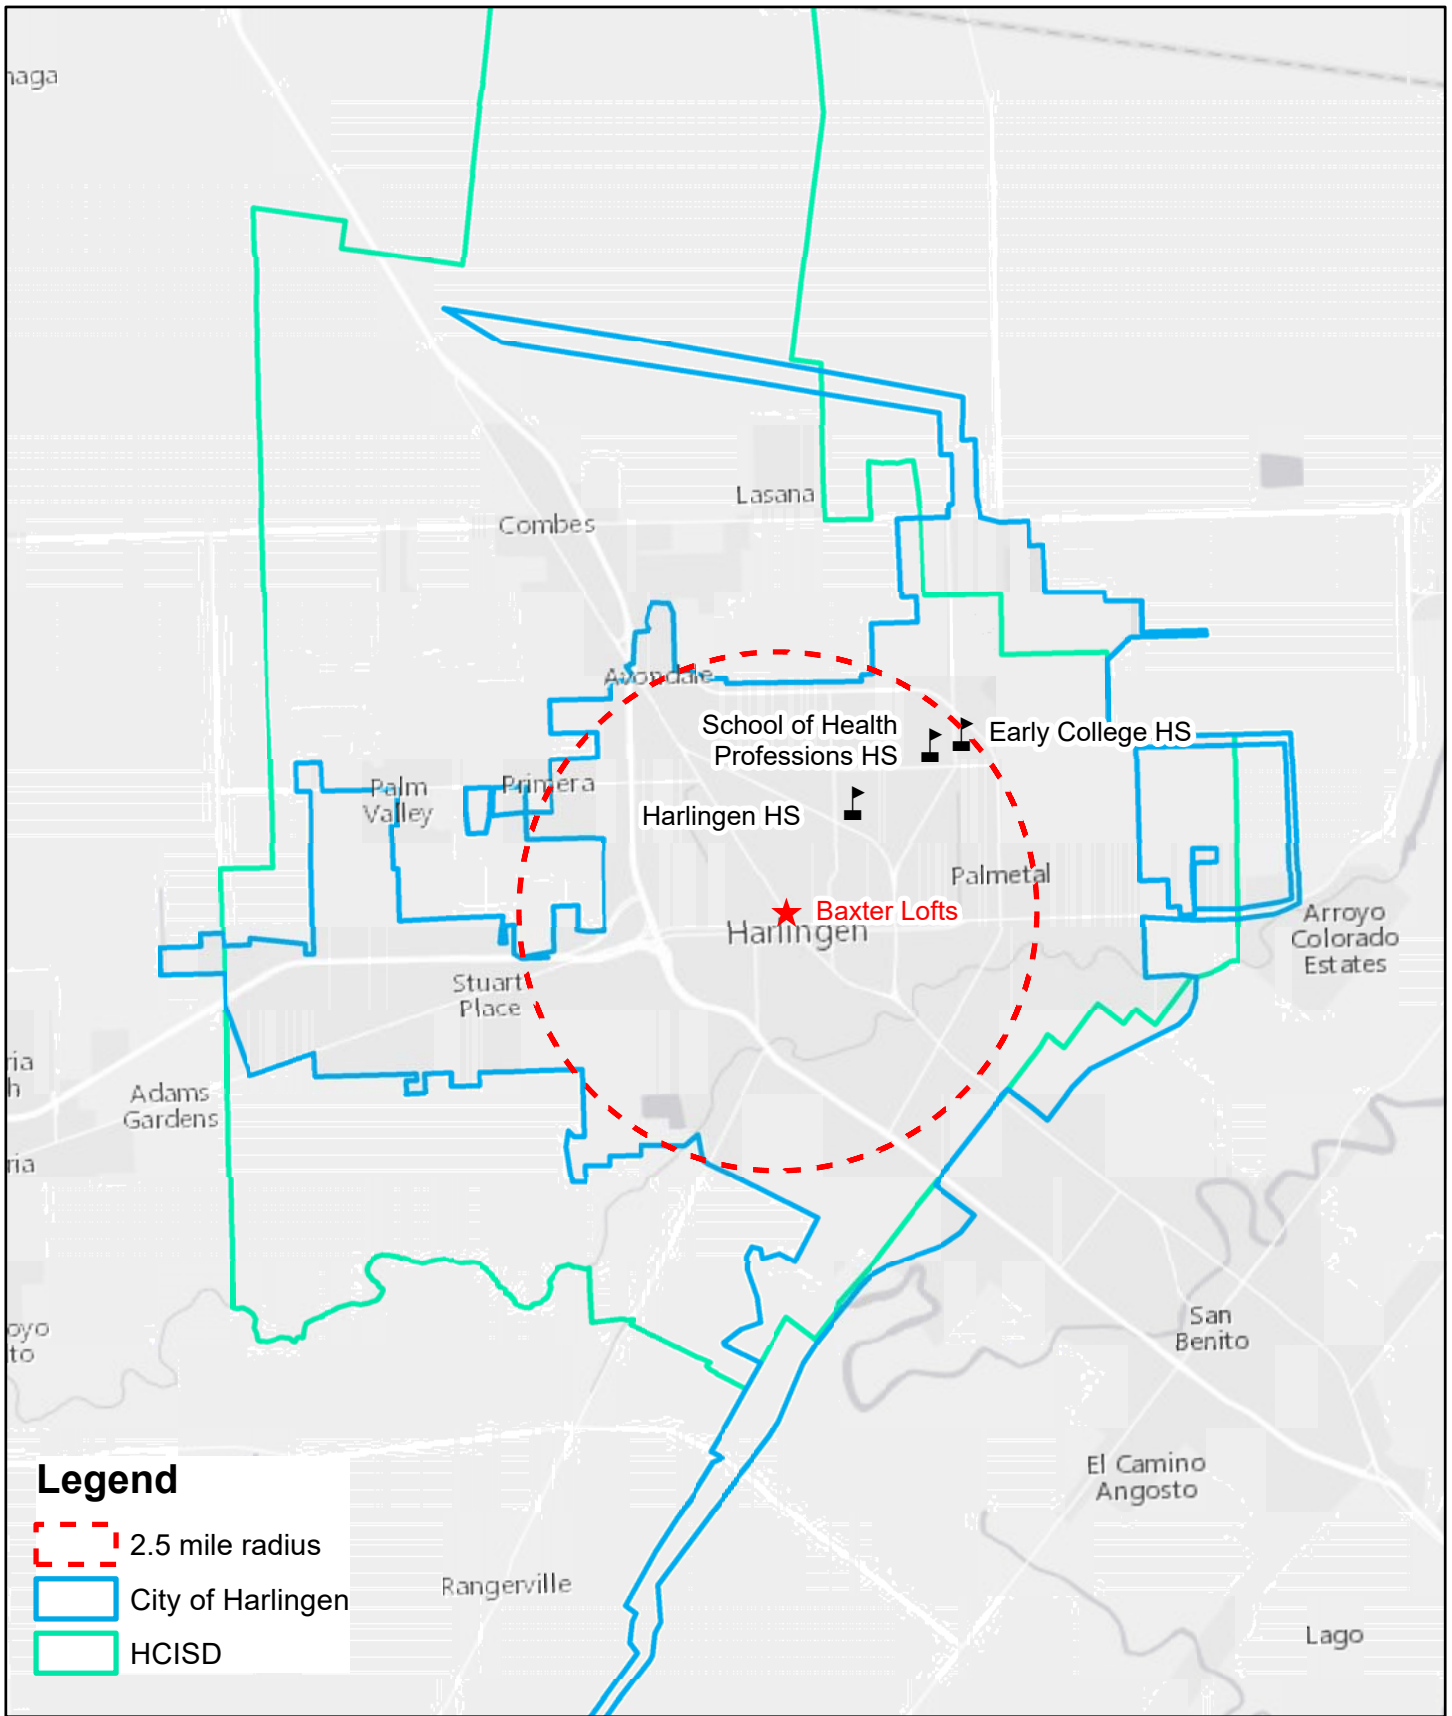 Lasana
Combes
Avondale
School of Health
Professions HS
Early College HS
Palm
Valley
Primera
Harlingen HS
Palmetal
Baxter Lofts
Harlingen
Arroyo
Colorado
Estates
Stuart
Place
Adams
Gardens
San
Benito
El Camino
Angosto
Rangerville
Lago
Legend
2.5 mile radius
City of Harlingen
HCISD